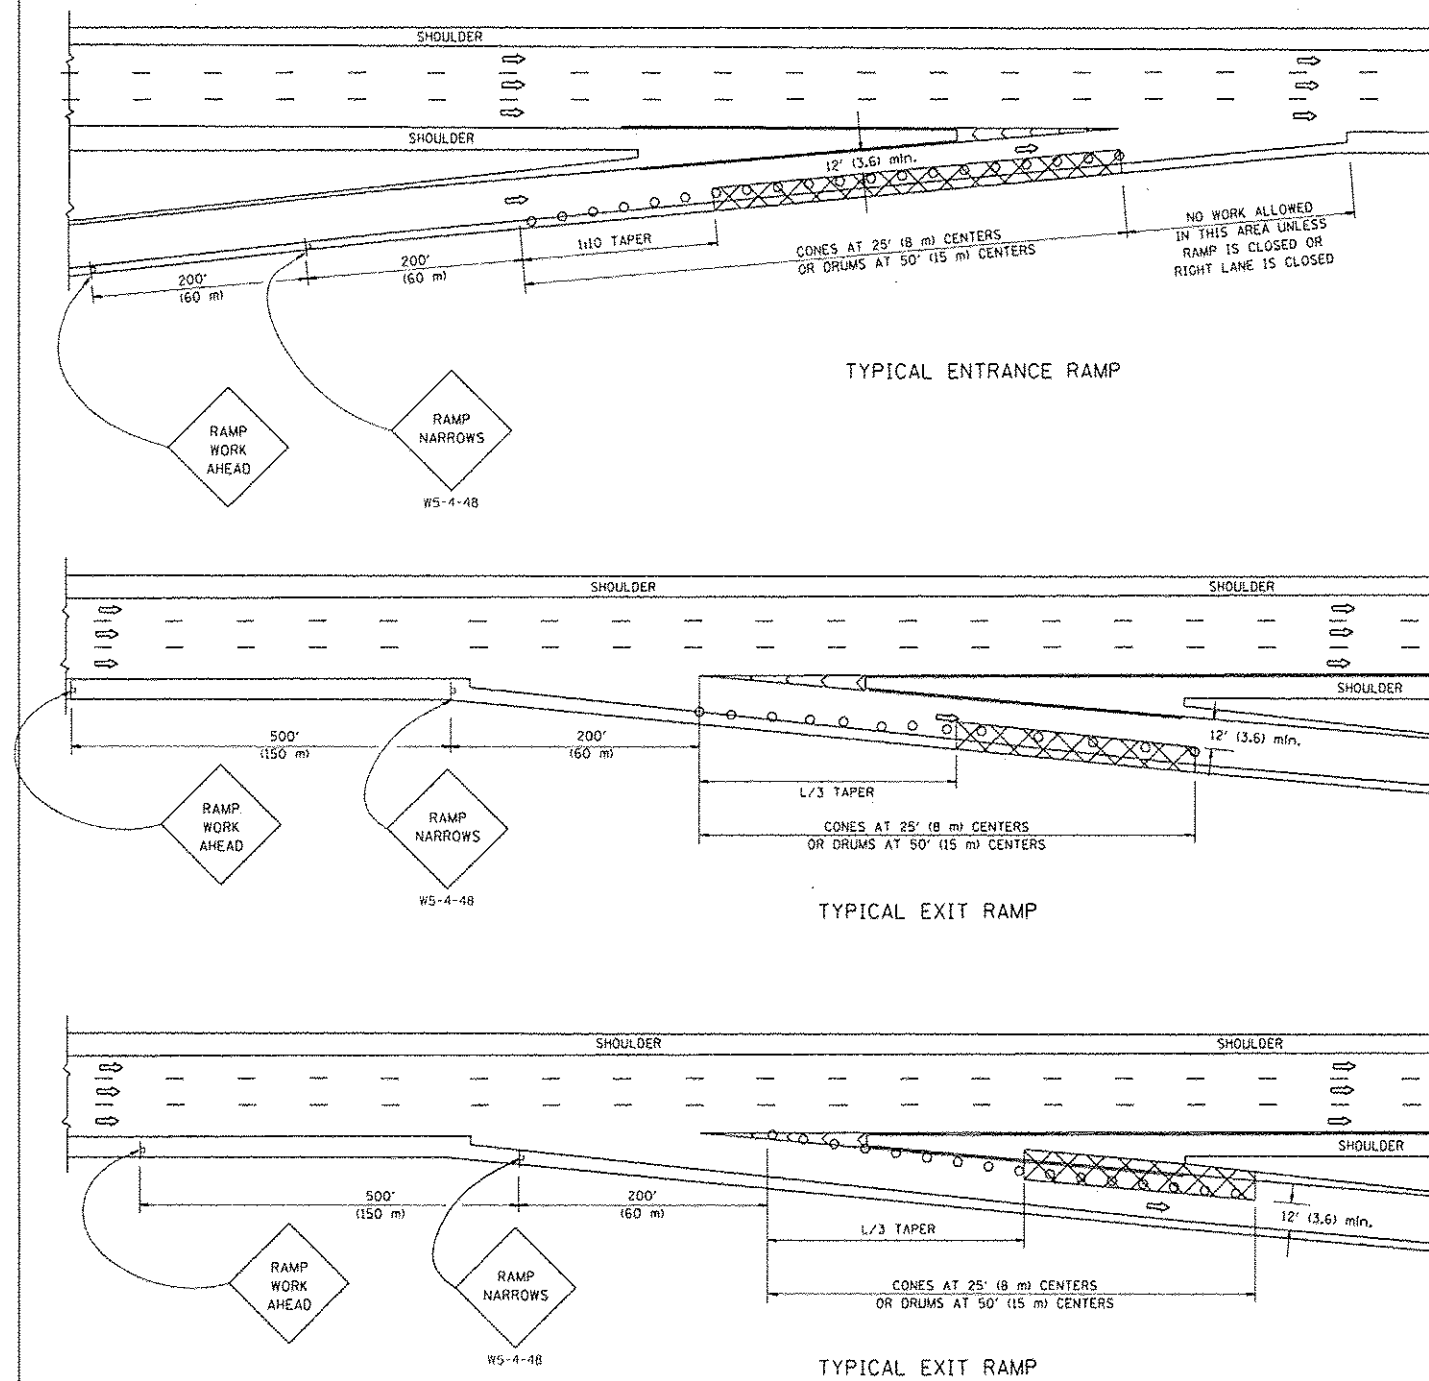 SHOULDER
SHOULDER
12' (3.6) min.
1:10 TAPER
CONES AT 25' (8 m) CENTERS
OR DRUMS AT 50' (15 m) CENTERS
NO WORK ALLOWED
IN THIS AREA UNLESS
RAMP IS CLOSED OR
RIGHT LANE IS CLOSED
200'
(60 m)
200'
(60 m)
TYPICAL ENTRANCE RAMP
RAMP
WORK
AHEAD
RAMP
NARROWS
W5-4-48
SHOULDER
SHOULDER
SHOULDER
12' (3.6) min.
500'
(150 m)
200'
(60 m)
L/3 TAPER
RAMP
WORK
AHEAD
RAMP
NARROWS
W5-4-48
CONES AT 25' (8 m) CENTERS
OR DRUMS AT 50' (15 m) CENTERS
TYPICAL EXIT RAMP
SHOULDER
SHOULDER
SHOULDER
500'
(150 m)
200'
(60 m)
12' (3.6) min.
L/3 TAPER
RAMP
WORK
AHEAD
RAMP
NARROWS
W5-4-48
CONES AT 25' (8 m) CENTERS
OR DRUMS AT 50' (15 m) CENTERS
TYPICAL EXIT RAMP